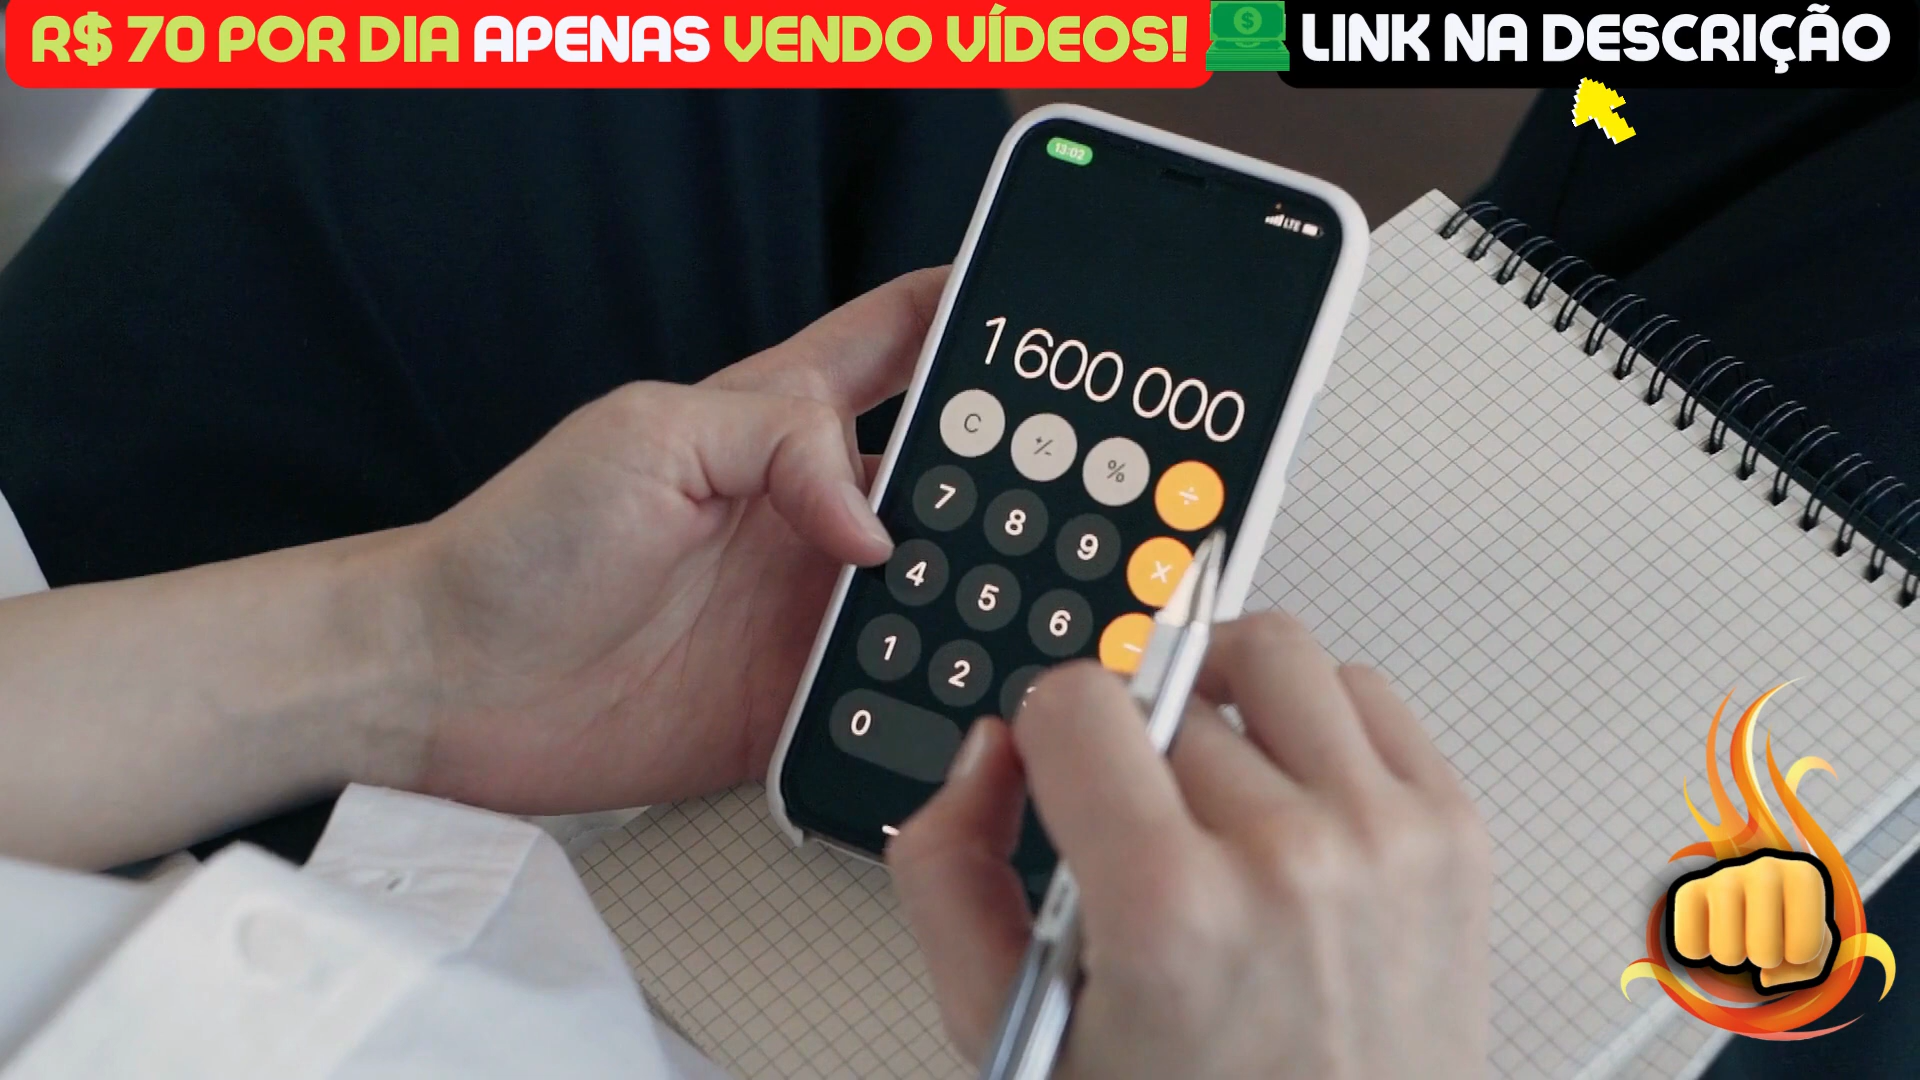 R$ 70 POR DIA APENAS VENDO VÍDEOS! LINK NA DESCRIÇÃO
13:02
LTE
1 600 000
C +/- % ÷
7 8 9 ×
4 5 6 −
1 2
0